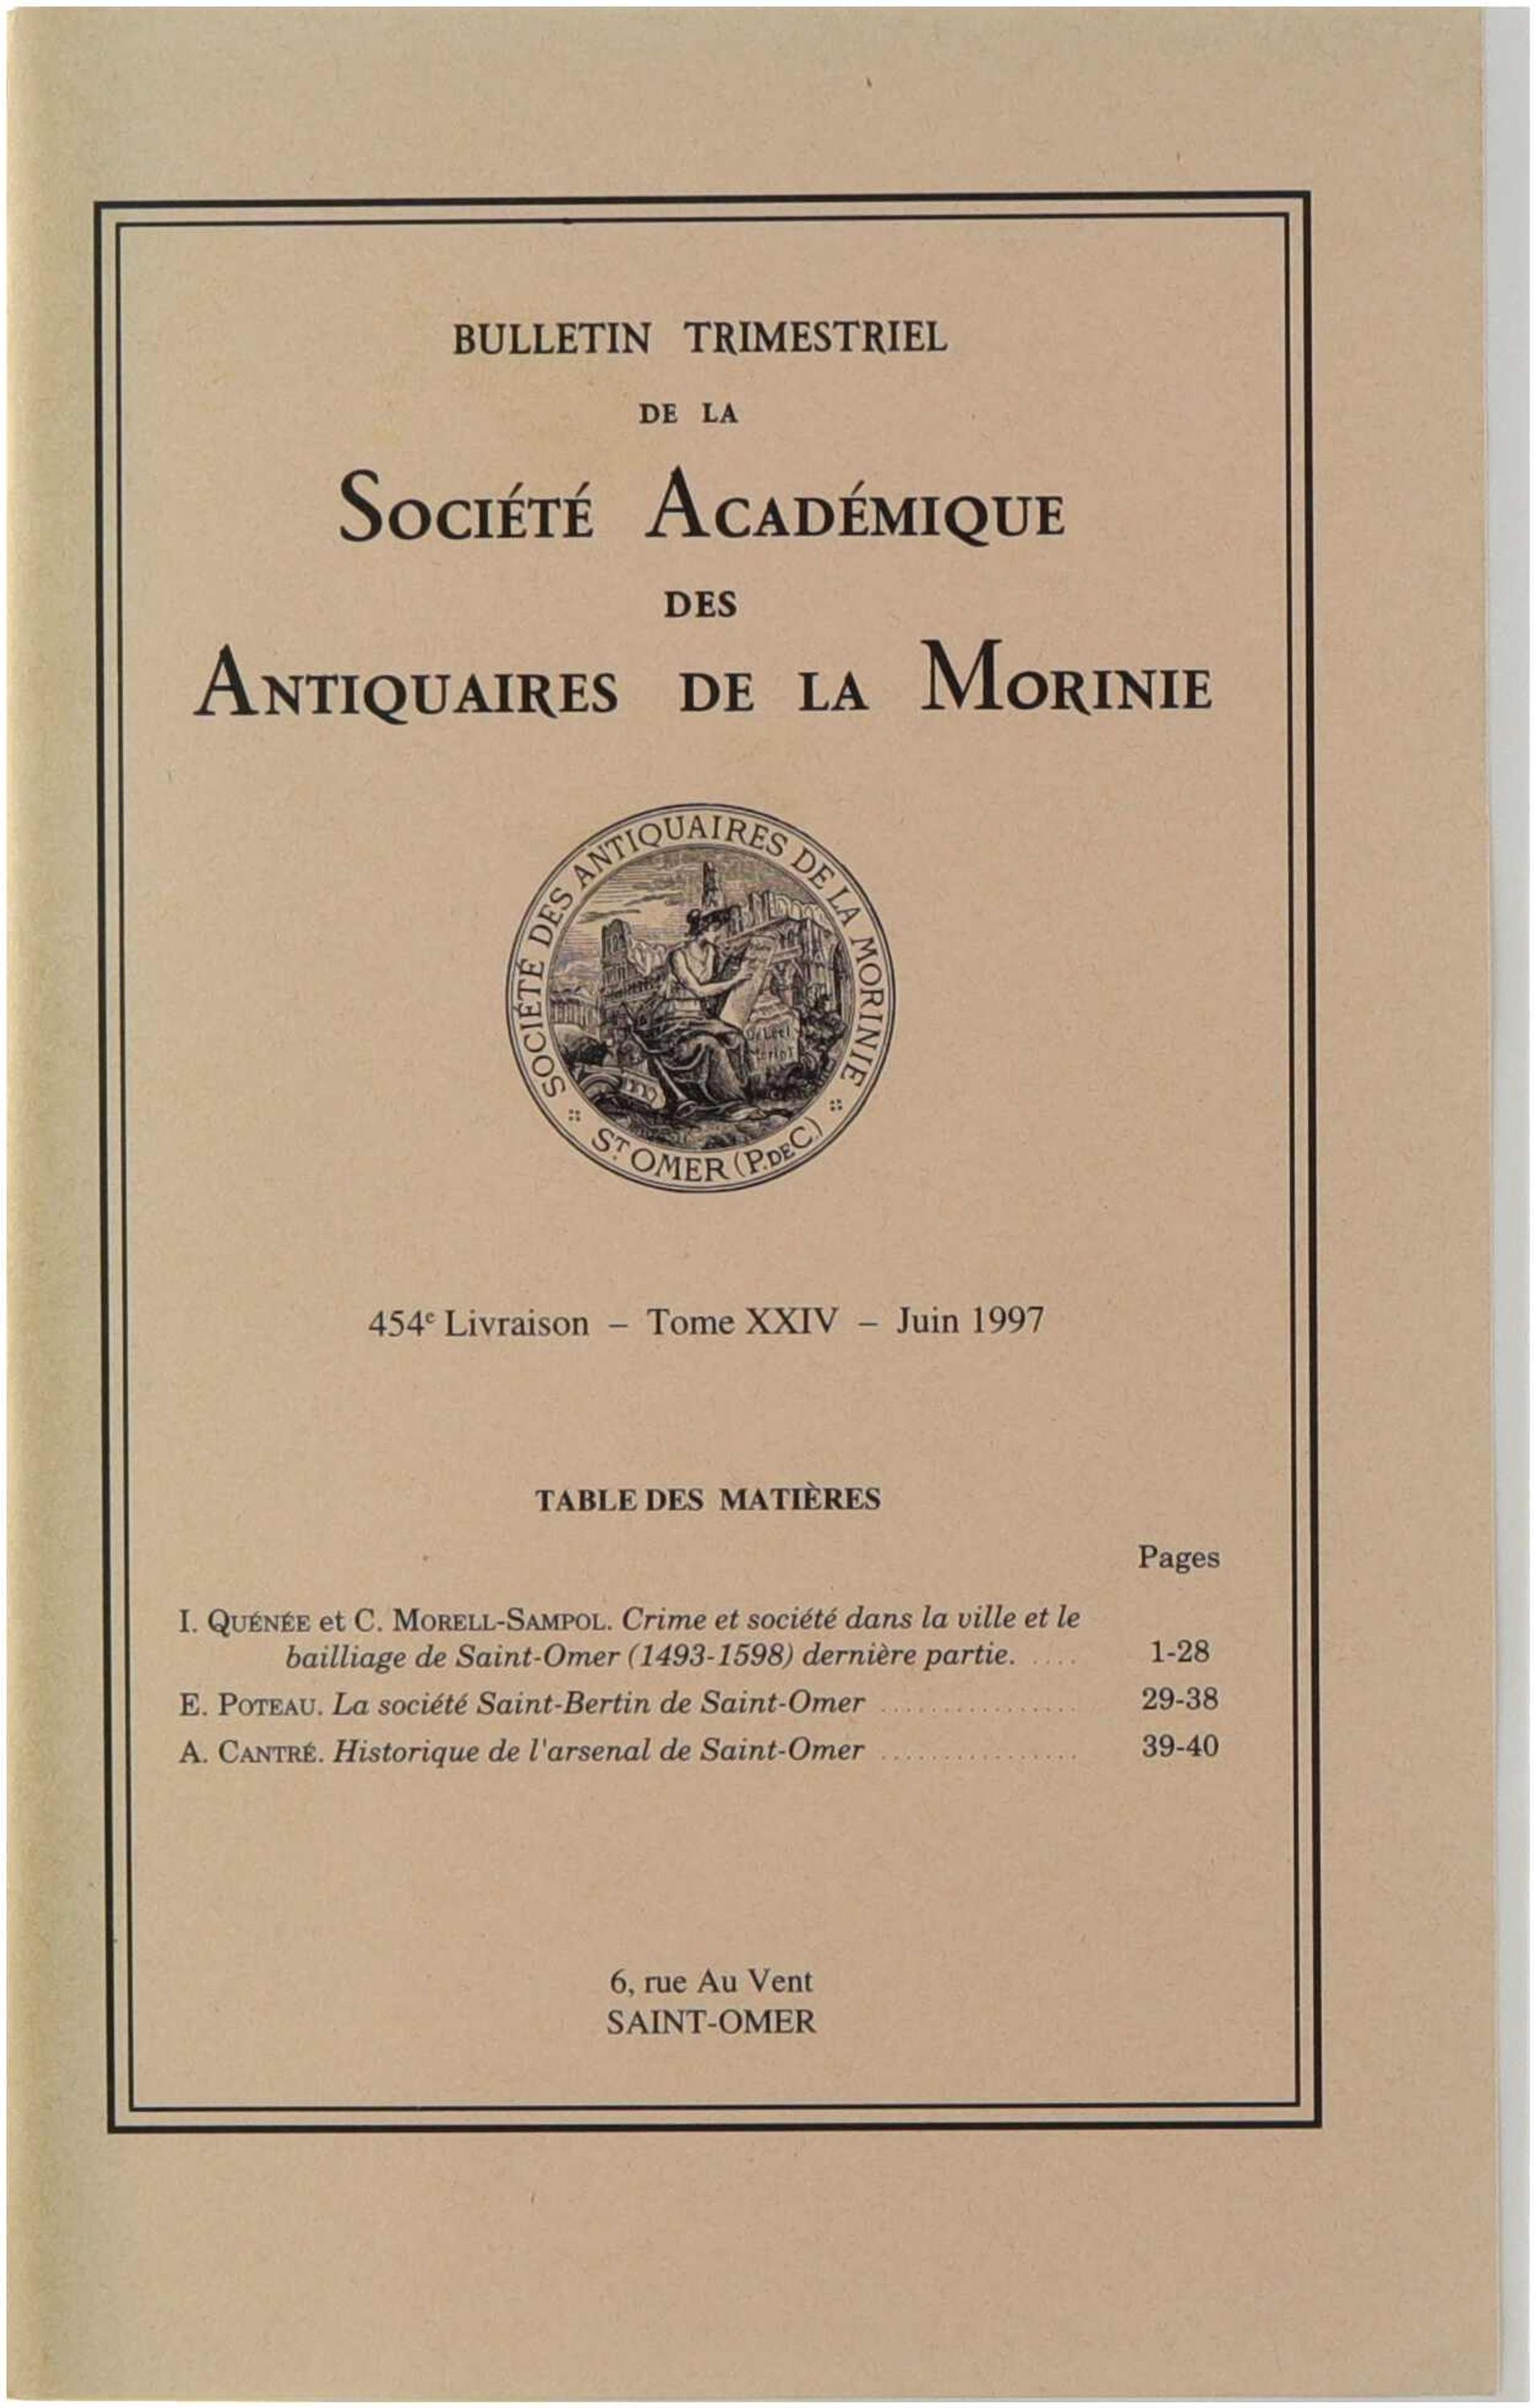 BULLETIN TRIMESTRIEL
DE LA
SOCIÉTÉ ACADÉMIQUE
DES
ANTIQUAIRES DE LA MORINIE
SOCIÉTÉ DES ANTIQUAIRES DE LA MORINIE
ST. OMER (P. DE C.)
454e Livraison – Tome XXIV – Juin 1997
TABLE DES MATIÈRES
Pages
I. QUÉNÉE et C. MORELL-SAMPOL. Crime et société dans la ville et le
bailliage de Saint-Omer (1493-1598) dernière partie. .... 1-28
E. POTEAU. La société Saint-Bertin de Saint-Omer ................ 29-38
A. CANTRÉ. Historique de l'arsenal de Saint-Omer ................ 39-40
6, rue Au Vent
SAINT-OMER